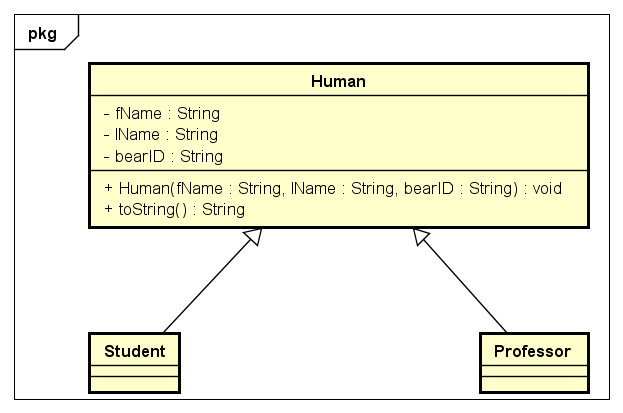 pkg
Human
- fName : String
- lName : String
- bearID : String
+ Human(fName : String, lName : String, bearID : String) : void
+ toString() : String
Student
Professor